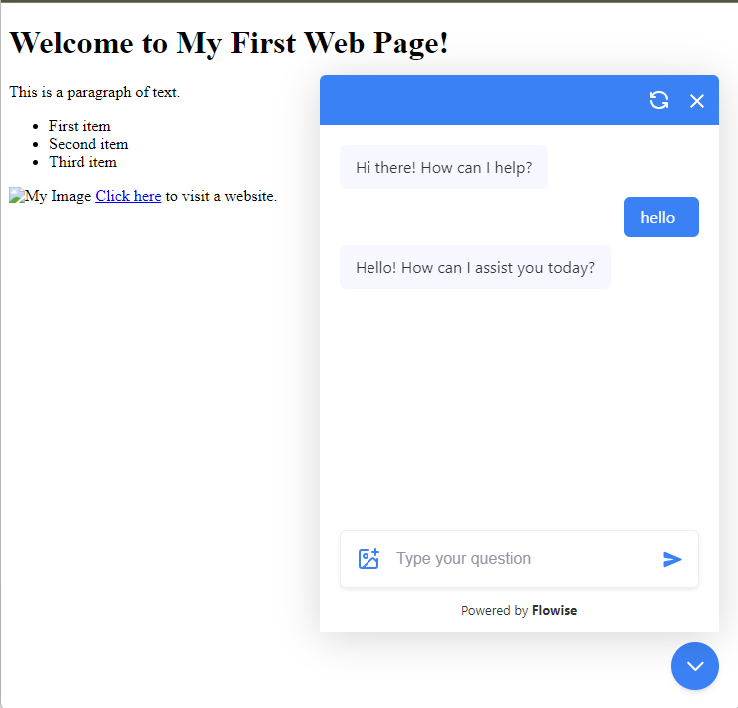 Welcome to My First Web Page!
This is a paragraph of text.
First item
Second item
Third item
My Image Click here to visit a website.
Hi there! How can I help?
hello
Hello! How can I assist you today?
Type your question
Powered by Flowise